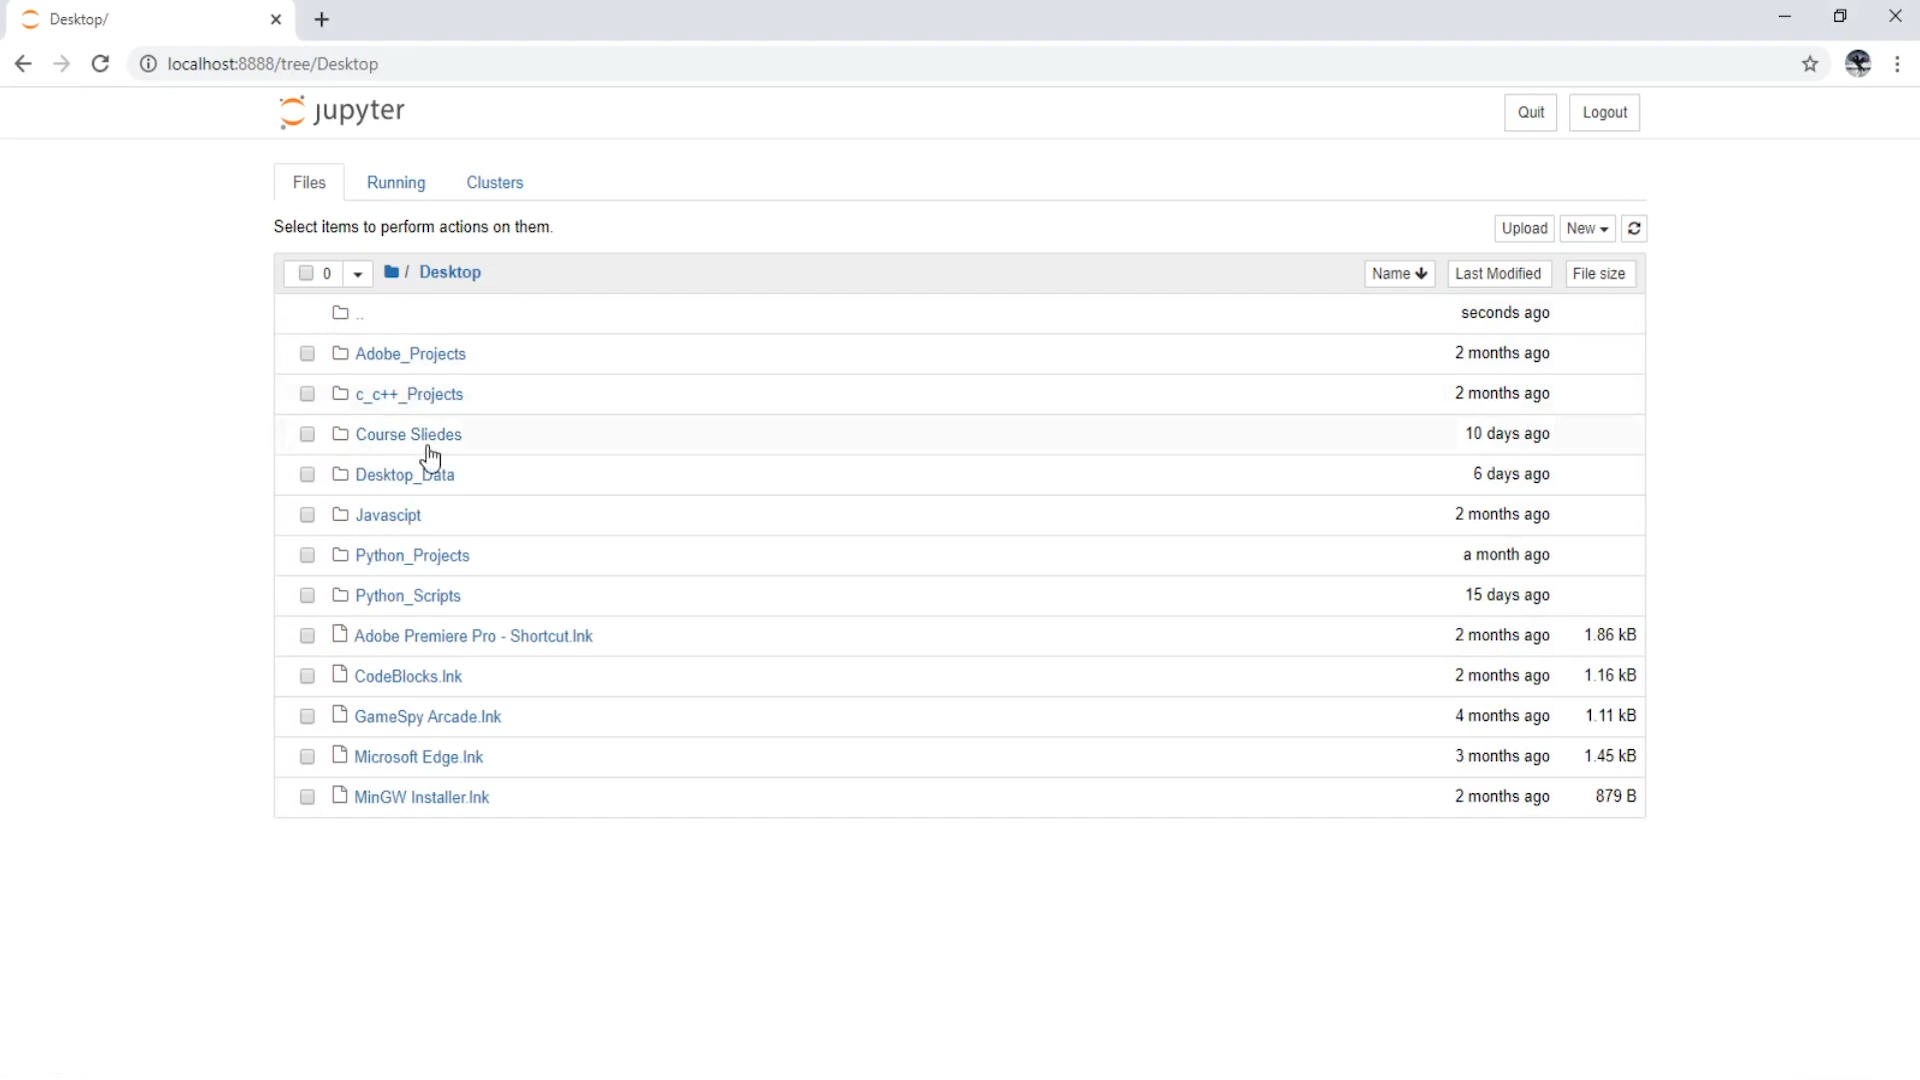 Desktop/
localhost:8888/tree/Desktop
jupyter
Quit Logout
Files Running Clusters
Select items to perform actions on them.
Upload New
0 / Desktop Name Last Modified File size
.. seconds ago
Adobe_Projects 2 months ago
c_c++_Projects 2 months ago
Course Sliedes 10 days ago
Desktop_Data 6 days ago
Javascipt 2 months ago
Python_Projects a month ago
Python_Scripts 15 days ago
Adobe Premiere Pro - Shortcut.lnk 2 months ago 1.86 kB
CodeBlocks.lnk 2 months ago 1.16 kB
GameSpy Arcade.lnk 4 months ago 1.11 kB
Microsoft Edge.lnk 3 months ago 1.45 kB
MinGW Installer.lnk 2 months ago 879 B